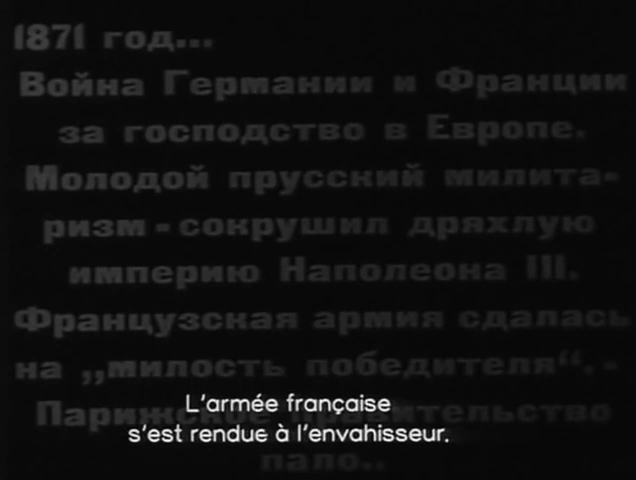 1871 год...
Война Германии и Франции
за господство в Европе.
Молодой прусский милита-
ризм - сокрушил дряхлую
империю Наполеона III.
Французская армия сдалась
на „милость победителя“. -
L'armée française
s'est rendue à l'envahisseur.
пало..